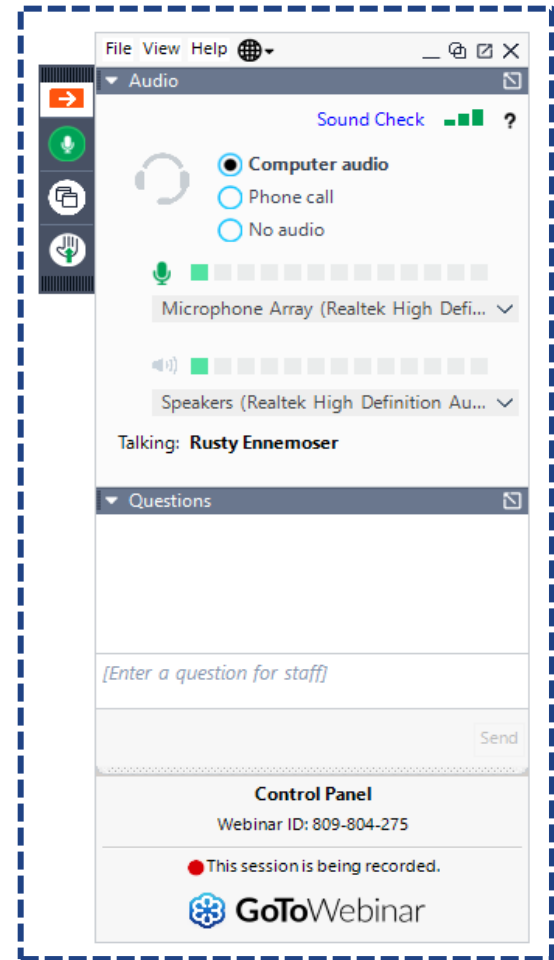 File View Help
Audio
Sound Check ?
Computer audio
Phone call
No audio
Microphone Array (Realtek High Defi...
Speakers (Realtek High Definition Au...
Talking: Rusty Ennemoser
Questions
[Enter a question for staff]
Send
Control Panel
Webinar ID: 809-804-275
This session is being recorded.
GoToWebinar